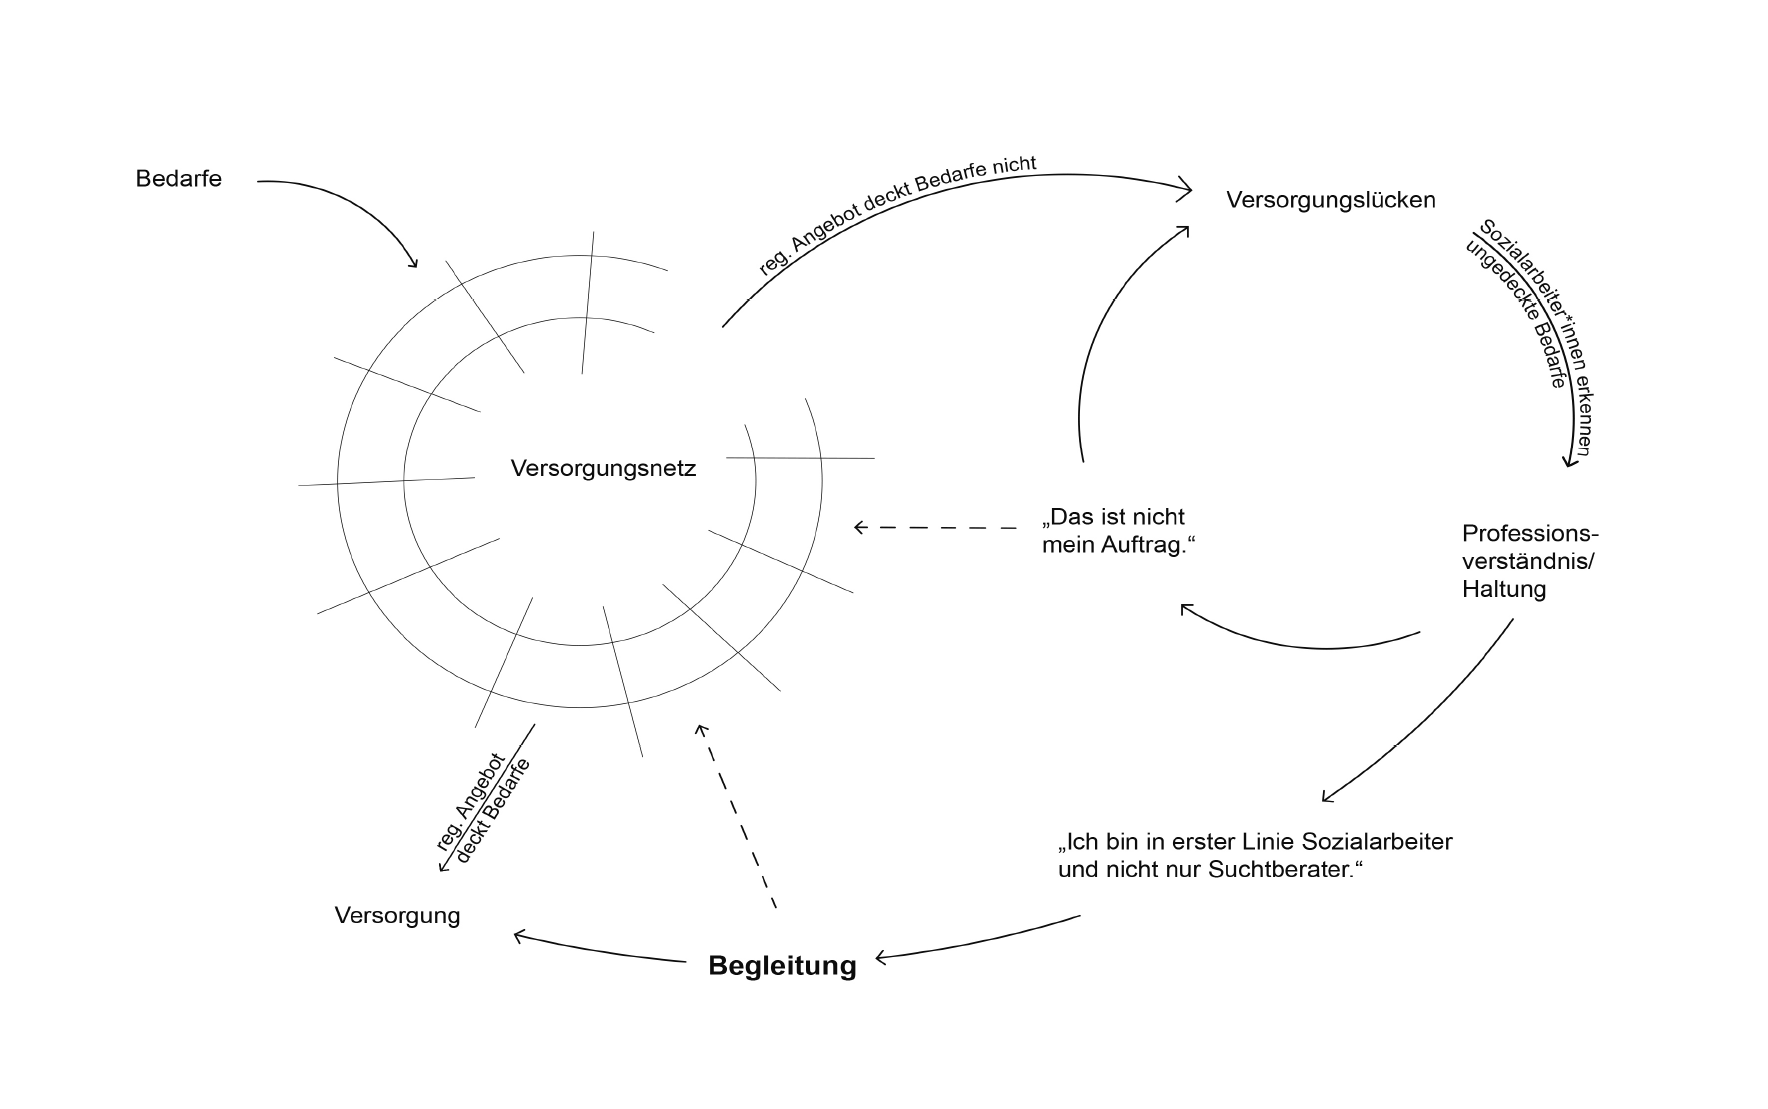 Bedarfe
reg. Angebot deckt Bedarfe nicht
Versorgungslücken
Sozialarbeiter*innen erkennen
ungedeckte Bedarfe
Versorgungsnetz
„Das ist nicht
mein Auftrag.“
Professions-
verständnis/
Haltung
reg. Angebot
deckt Bedarfe
„Ich bin in erster Linie Sozialarbeiter
und nicht nur Suchtberater.“
Versorgung
Begleitung